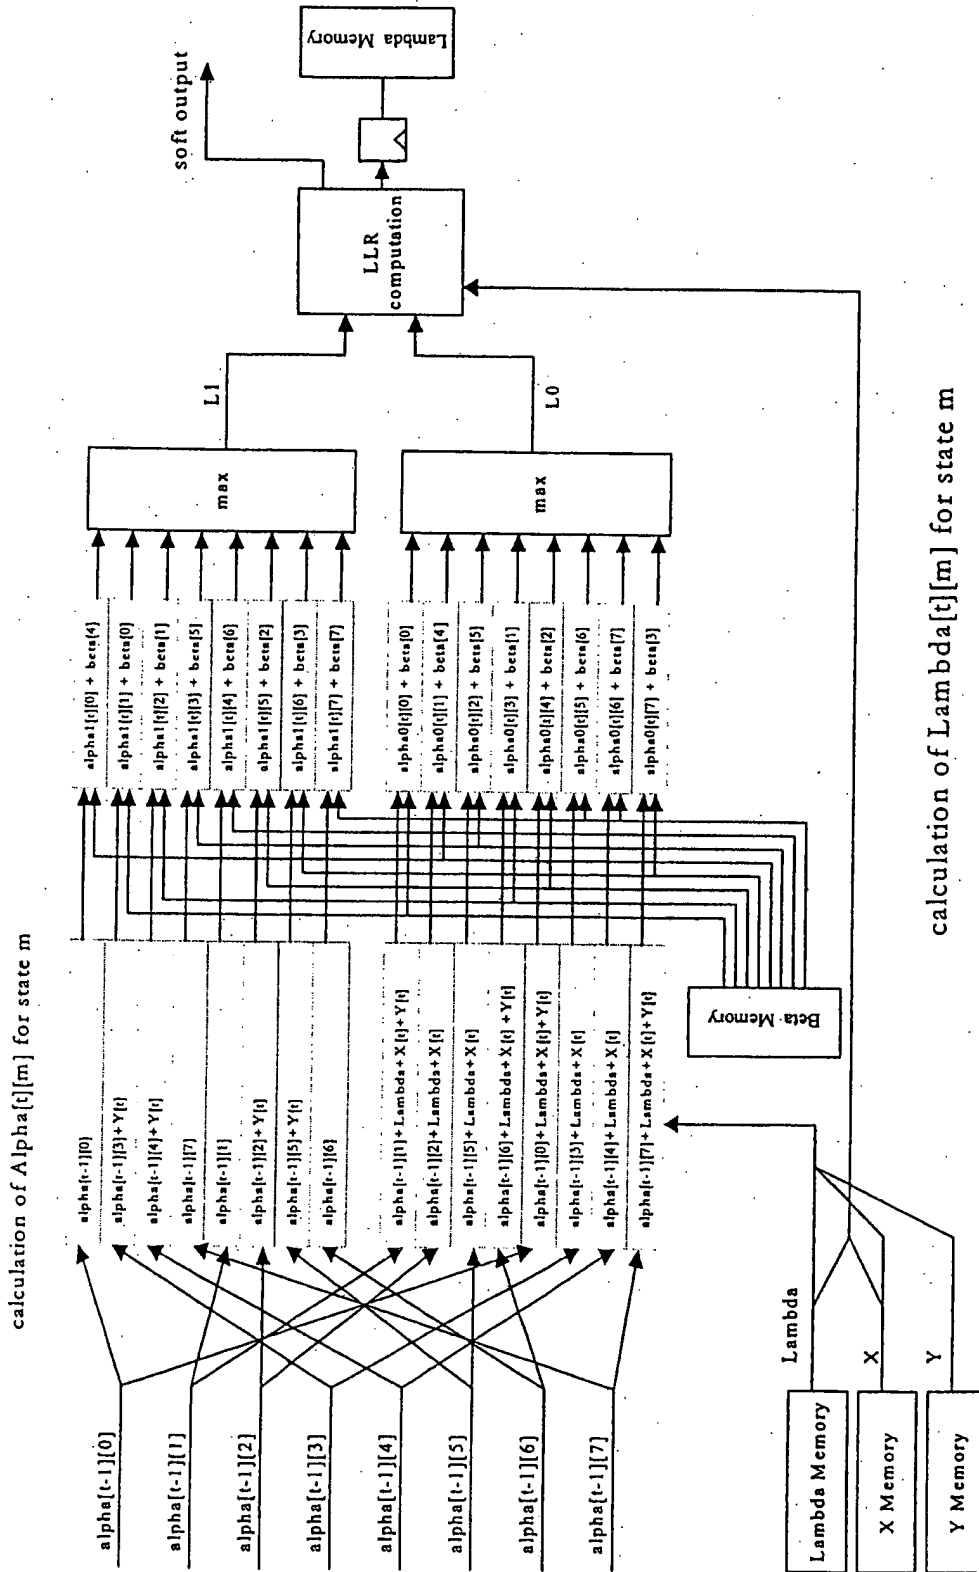 calculation of Alpha[t][m] for state m
alpha[t-1][0]
alpha[t-1][1]
alpha[t-1][2]
alpha[t-1][3]
alpha[t-1][4]
alpha[t-1][5]
alpha[t-1][6]
alpha[t-1][7]
Lambda Memory
X Memory
Y Memory
Lambda
X
Y
alpha[t-1][0]
alpha[t-1][3]+Y[t]
alpha[t-1][4]+Y[t]
alpha[t-1][7]
alpha[t-1][1]
alpha[t-1][2]+Y[t]
alpha[t-1][5]+Y[t]
alpha[t-1][6]
alpha[t-1][1]+Lambda+X[t]+Y[t]
alpha[t-1][2]+Lambda+X[t]
alpha[t-1][5]+Lambda+X[t]
alpha[t-1][6]+Lambda+X[t]+Y[t]
alpha[t-1][0]+Lambda+X[t]+Y[t]
alpha[t-1][3]+Lambda+X[t]
alpha[t-1][4]+Lambda+X[t]
alpha[t-1][7]+Lambda+X[t]+Y[t]
Beta Memory
alpha1[t][0] + beta[4]
alpha1[t][1] + beta[0]
alpha1[t][2] + beta[1]
alpha1[t][3] + beta[5]
alpha1[t][4] + beta[6]
alpha1[t][5] + beta[2]
alpha1[t][6] + beta[3]
alpha1[t][7] + beta[7]
alpha0[t][0] + beta[0]
alpha0[t][1] + beta[4]
alpha0[t][2] + beta[5]
alpha0[t][3] + beta[1]
alpha0[t][4] + beta[2]
alpha0[t][5] + beta[6]
alpha0[t][6] + beta[7]
alpha0[t][7] + beta[3]
max
max
L1
L0
LLR
computation
soft output
Lambda Memory
calculation of Lambda[t][m] for state m